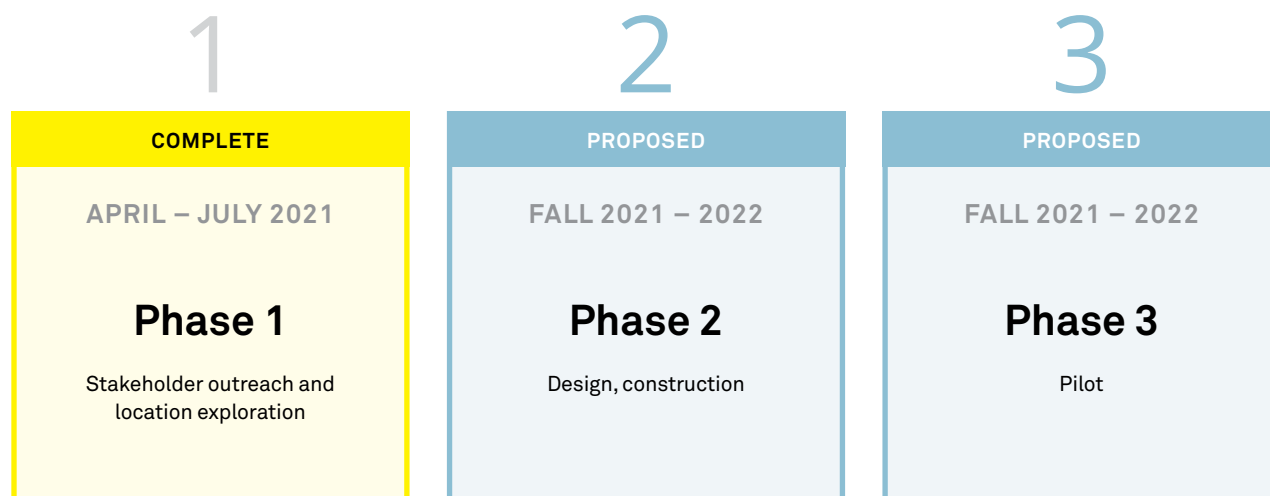 1
COMPLETE
APRIL – JULY 2021
Phase 1
Stakeholder outreach and
location exploration
2
PROPOSED
FALL 2021 – 2022
Phase 2
Design, construction
3
PROPOSED
FALL 2021 – 2022
Phase 3
Pilot